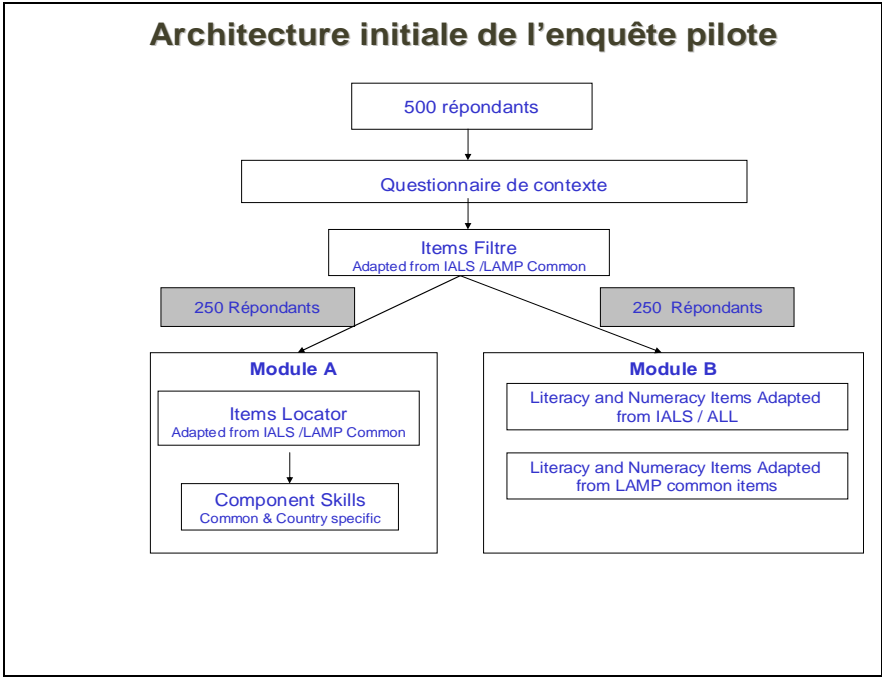 Architecture initiale de l'enquête pilote
500 répondants
Questionnaire de contexte
Items Filtre
Adapted from IALS /LAMP Common
250 Répondants
250 Répondants
Module A
Items Locator
Adapted from IALS /LAMP Common
Component Skills
Common & Country specific
Module B
Literacy and Numeracy Items Adapted
from IALS / ALL
Literacy and Numeracy Items Adapted
from LAMP common items